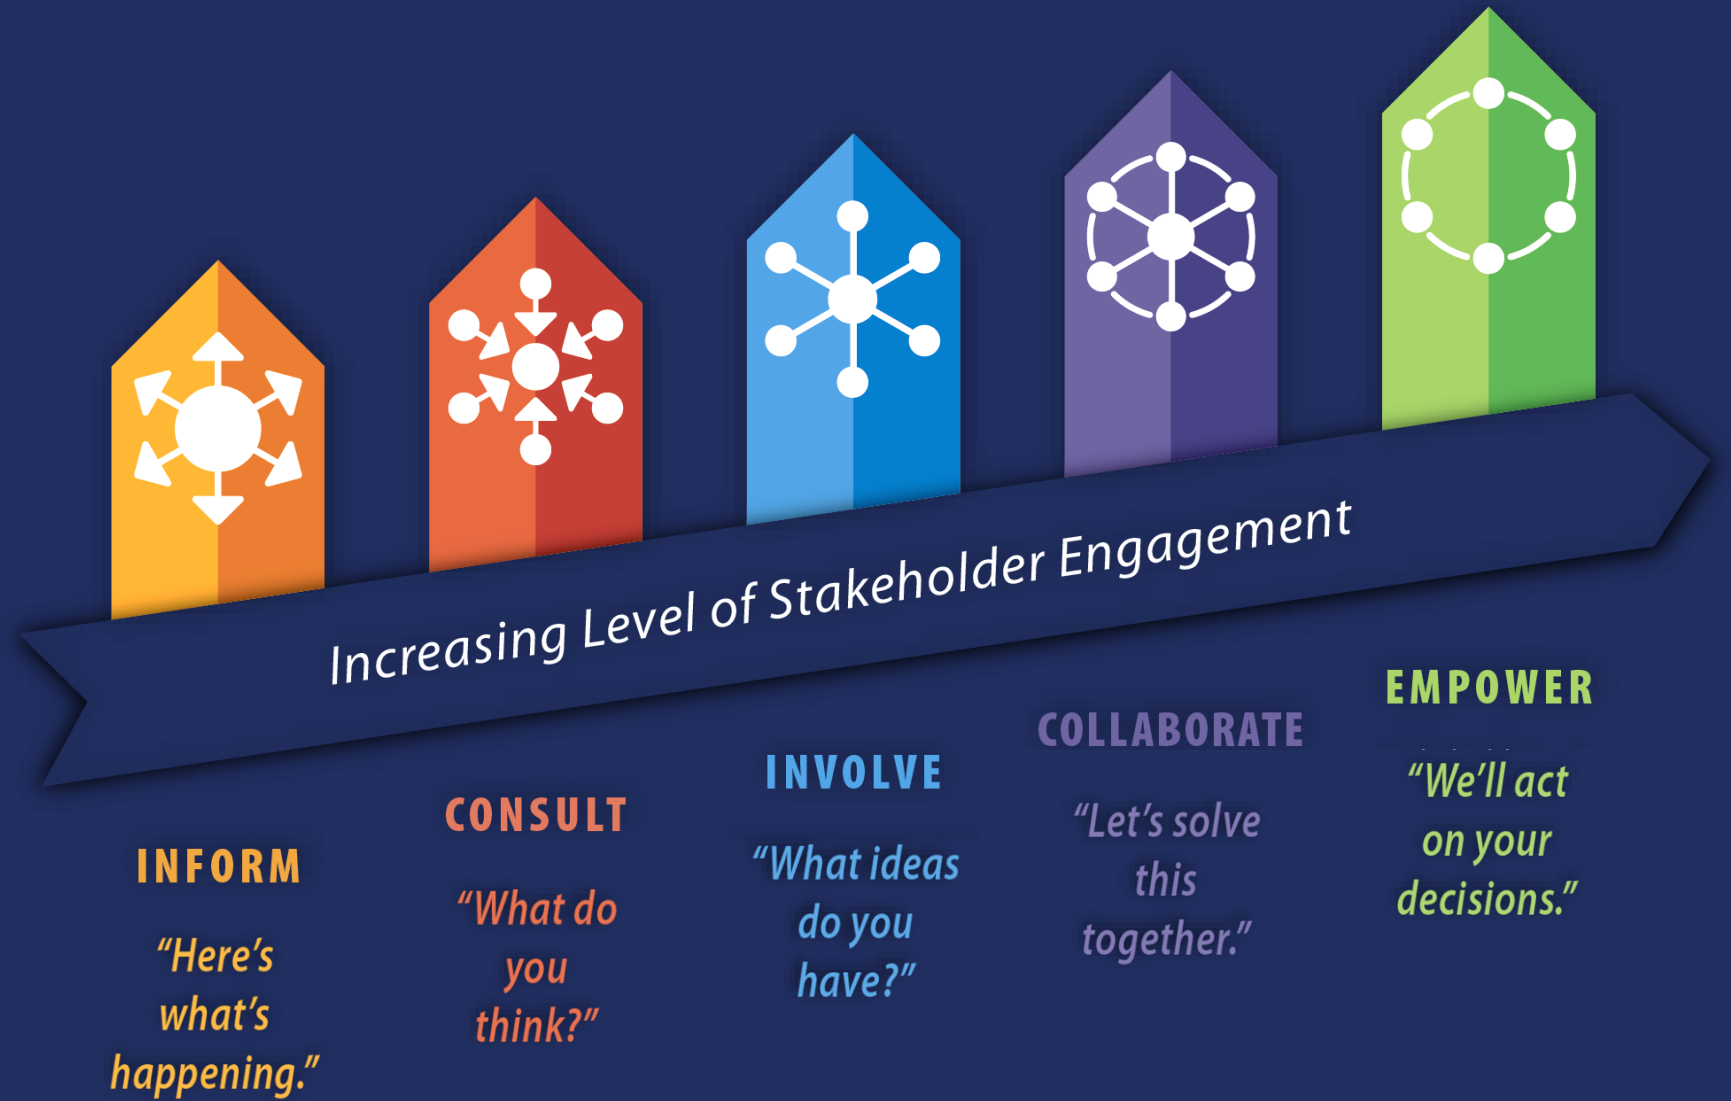 Increasing Level of Stakeholder Engagement
INFORM
“Here’s
what’s
happening.”
CONSULT
“What do
you
think?”
INVOLVE
“What ideas
do you
have?”
COLLABORATE
“Let’s solve
this
together.”
EMPOWER
“We’ll act
on your
decisions.”